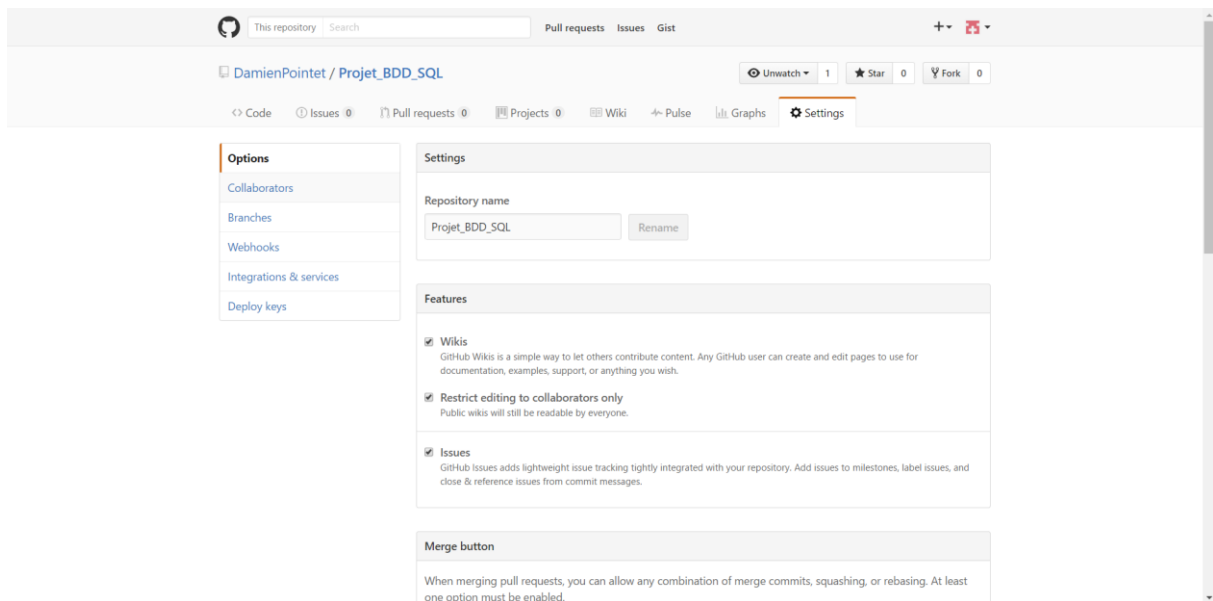 This repository Search Pull requests Issues Gist
DamienPointet / Projet_BDD_SQL Unwatch 1 Star 0 Fork 0
Code Issues 0 Pull requests 0 Projects 0 Wiki Pulse Graphs Settings
Options
Collaborators
Branches
Webhooks
Integrations & services
Deploy keys
Settings
Repository name
Projet_BDD_SQL Rename
Features
Wikis
GitHub Wikis is a simple way to let others contribute content. Any GitHub user can create and edit pages to use for
documentation, examples, support, or anything you wish.
Restrict editing to collaborators only
Public wikis will still be readable by everyone.
Issues
GitHub Issues adds lightweight issue tracking tightly integrated with your repository. Add issues to milestones, label issues, and
close & reference issues from commit messages.
Merge button
When merging pull requests, you can allow any combination of merge commits, squashing, or rebasing. At least
one option must be enabled.